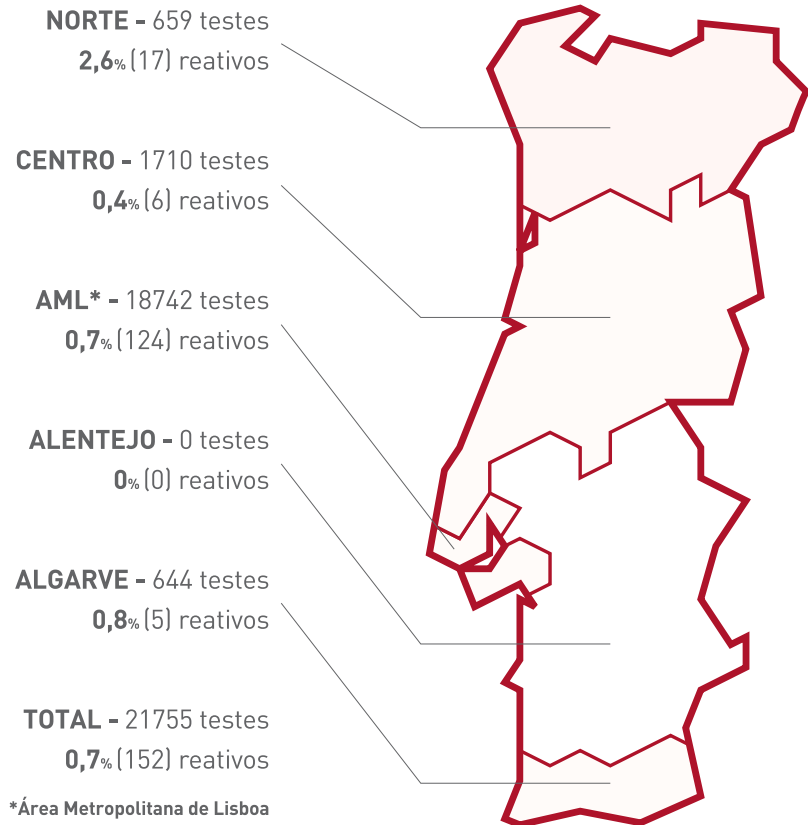 NORTE - 659 testes
2,6% (17) reativos
CENTRO - 1710 testes
0,4% (6) reativos
AML* - 18742 testes
0,7% (124) reativos
ALENTEJO - 0 testes
0% (0) reativos
ALGARVE - 644 testes
0,8% (5) reativos
TOTAL - 21755 testes
0,7% (152) reativos
*Área Metropolitana de Lisboa